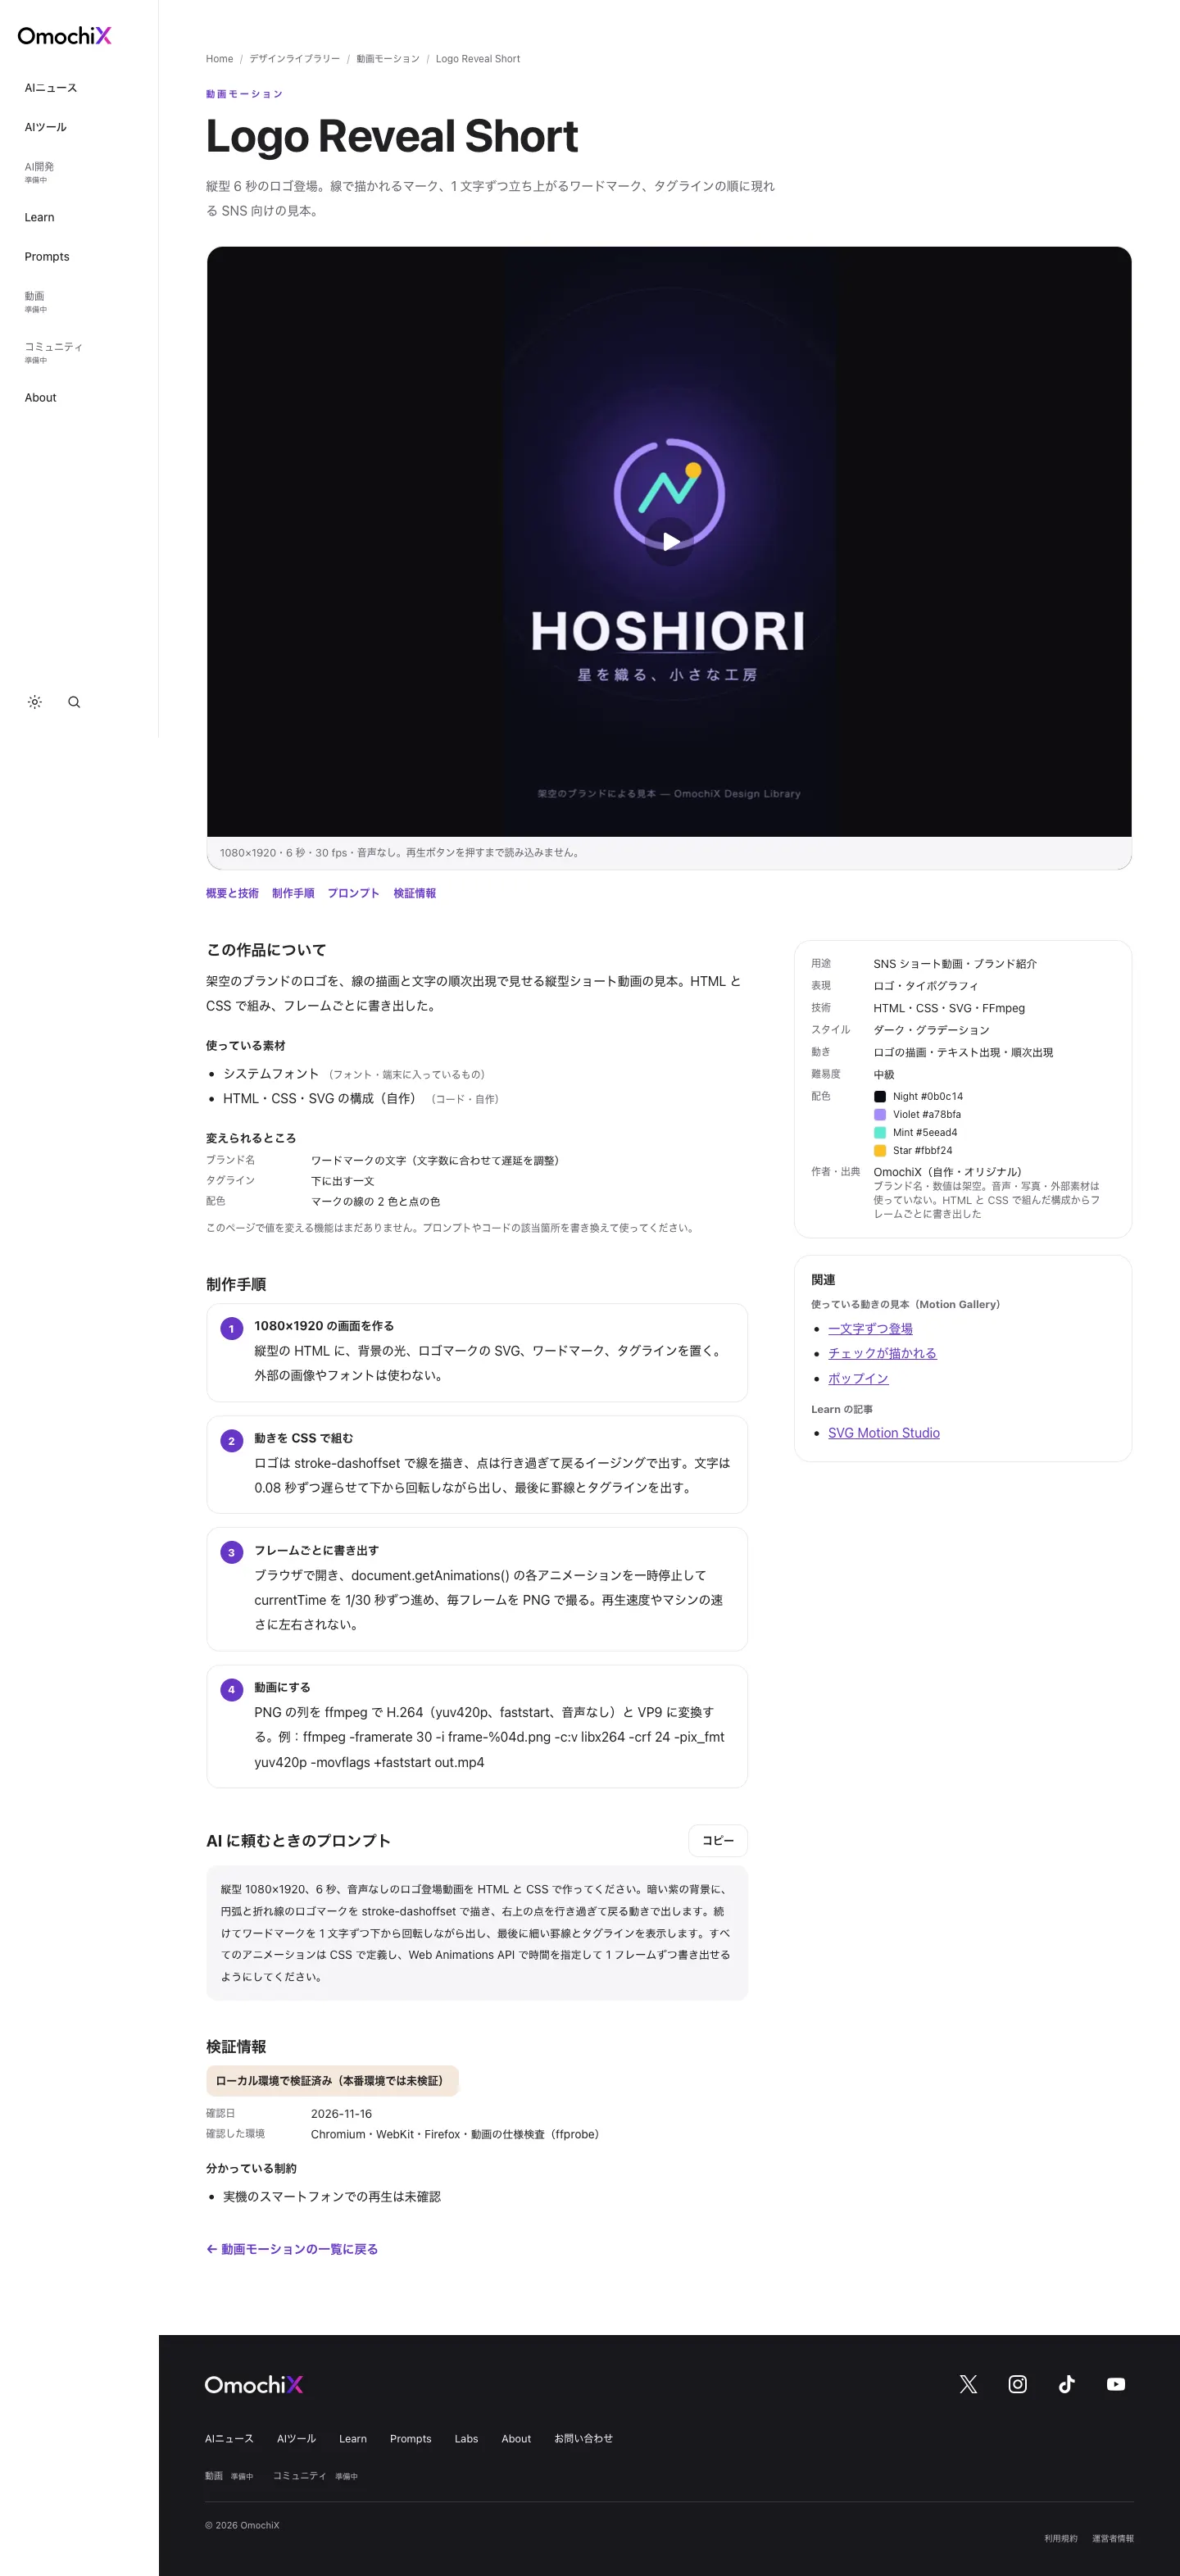 OmochiX
AIニュース
AIツール
AI開発
準備中
Learn
Prompts
動画
準備中
コミュニティ
準備中
About
Home / デザインライブラリー / 動画モーション / Logo Reveal Short
動画モーション
Logo Reveal Short
縦型 6 秒のロゴ登場。線で描かれるマーク、1 文字ずつ立ち上がるワードマーク、タグラインの順に現れ
る SNS 向けの見本。
HOSHIORI
星を織る、小さな工房
架空のブランドによる見本 — OmochiX Design Library
1080×1920・6 秒・30 fps・音声なし。再生ボタンを押すまで読み込みません。
概要と技術 制作手順 プロンプト 検証情報
この作品について
架空のブランドのロゴを、線の描画と文字の順次出現で見せる縦型ショート動画の見本。HTML と
CSS で組み、フレームごとに書き出した。
使っている素材
• システムフォント （フォント・端末に入っているもの）
• HTML・CSS・SVG の構成（自作） （コード・自作）
変えられるところ
ブランド名 ワードマークの文字（文字数に合わせて遅延を調整）
タグライン 下に出す一文
配色 マークの線の 2 色と点の色
このページで値を変える機能はまだありません。プロンプトやコードの該当箇所を書き換えて使ってください。
制作手順
1 1080×1920 の画面を作る
縦型の HTML に、背景の光、ロゴマークの SVG、ワードマーク、タグラインを置く。
外部の画像やフォントは使わない。
2 動きを CSS で組む
ロゴは stroke-dashoffset で線を描き、点は行き過ぎて戻るイージングで出す。文字は
0.08 秒ずつ遅らせて下から回転しながら出し、最後に罫線とタグラインを出す。
3 フレームごとに書き出す
ブラウザで開き、document.getAnimations() の各アニメーションを一時停止して
currentTime を 1/30 秒ずつ進め、毎フレームを PNG で撮る。再生速度やマシンの速
さに左右されない。
4 動画にする
PNG の列を ffmpeg で H.264（yuv420p、faststart、音声なし）と VP9 に変換す
る。例：ffmpeg -framerate 30 -i frame-%04d.png -c:v libx264 -crf 24 -pix_fmt
yuv420p -movflags +faststart out.mp4
AI に頼むときのプロンプト
コピー
縦型 1080×1920、6 秒、音声なしのロゴ登場動画を HTML と CSS で作ってください。暗い紫の背景に、
円弧と折れ線のロゴマークを stroke-dashoffset で描き、右上の点を行き過ぎて戻る動きで出します。続
けてワードマークを 1 文字ずつ下から回転しながら出し、最後に細い罫線とタグラインを表示します。すべ
てのアニメーションは CSS で定義し、Web Animations API で時間を指定して 1 フレームずつ書き出せる
ようにしてください。
検証情報
ローカル環境で検証済み（本番環境では未検証）
確認日 2026-11-16
確認した環境 Chromium・WebKit・Firefox・動画の仕様検査（ffprobe）
分かっている制約
• 実機のスマートフォンでの再生は未確認
← 動画モーションの一覧に戻る
用途 SNS ショート動画・ブランド紹介
表現 ロゴ・タイポグラフィ
技術 HTML・CSS・SVG・FFmpeg
スタイル ダーク・グラデーション
動き ロゴの描画・テキスト出現・順次出現
難易度 中級
配色 Night #0b0c14
Violet #a78bfa
Mint #5eead4
Star #fbbf24
作者・出典 OmochiX（自作・オリジナル）
ブランド名・数値は架空。音声・写真・外部素材は
使っていない。HTML と CSS で組んだ構成からフ
レームごとに書き出した
関連
使っている動きの見本（Motion Gallery）
• 一文字ずつ登場
• チェックが描かれる
• ポップイン
Learn の記事
• SVG Motion Studio
OmochiX
AIニュース AIツール Learn Prompts Labs About お問い合わせ
動画 準備中 コミュニティ 準備中
© 2026 OmochiX
利用規約 運営者情報